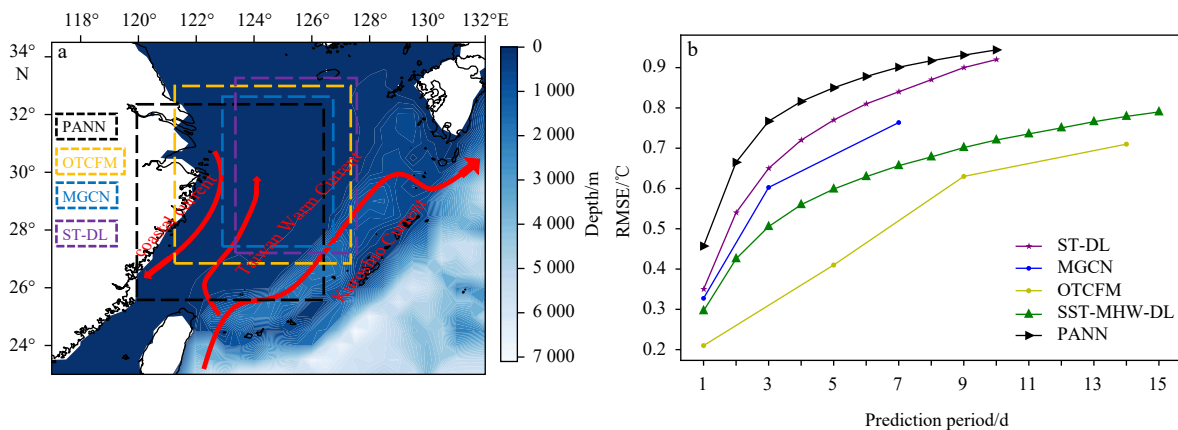 118° 120° 122° 124° 126° 128° 130° 132°E
a
34°
N
32°
30°
28°
26°
24°
PANN
OTCFM
MGCN
ST-DL
coastal current
Taiwan Warm Current
Kuroshio Current
0
1 000
2 000
3 000
4 000
5 000
6 000
7 000
Depth/m
b
0.9
0.8
0.7
0.6
0.5
0.4
0.3
0.2
RMSE/℃
ST-DL
MGCN
OTCFM
SST-MHW-DL
PANN
1 3 5 7 9 11 13 15
Prediction period/d